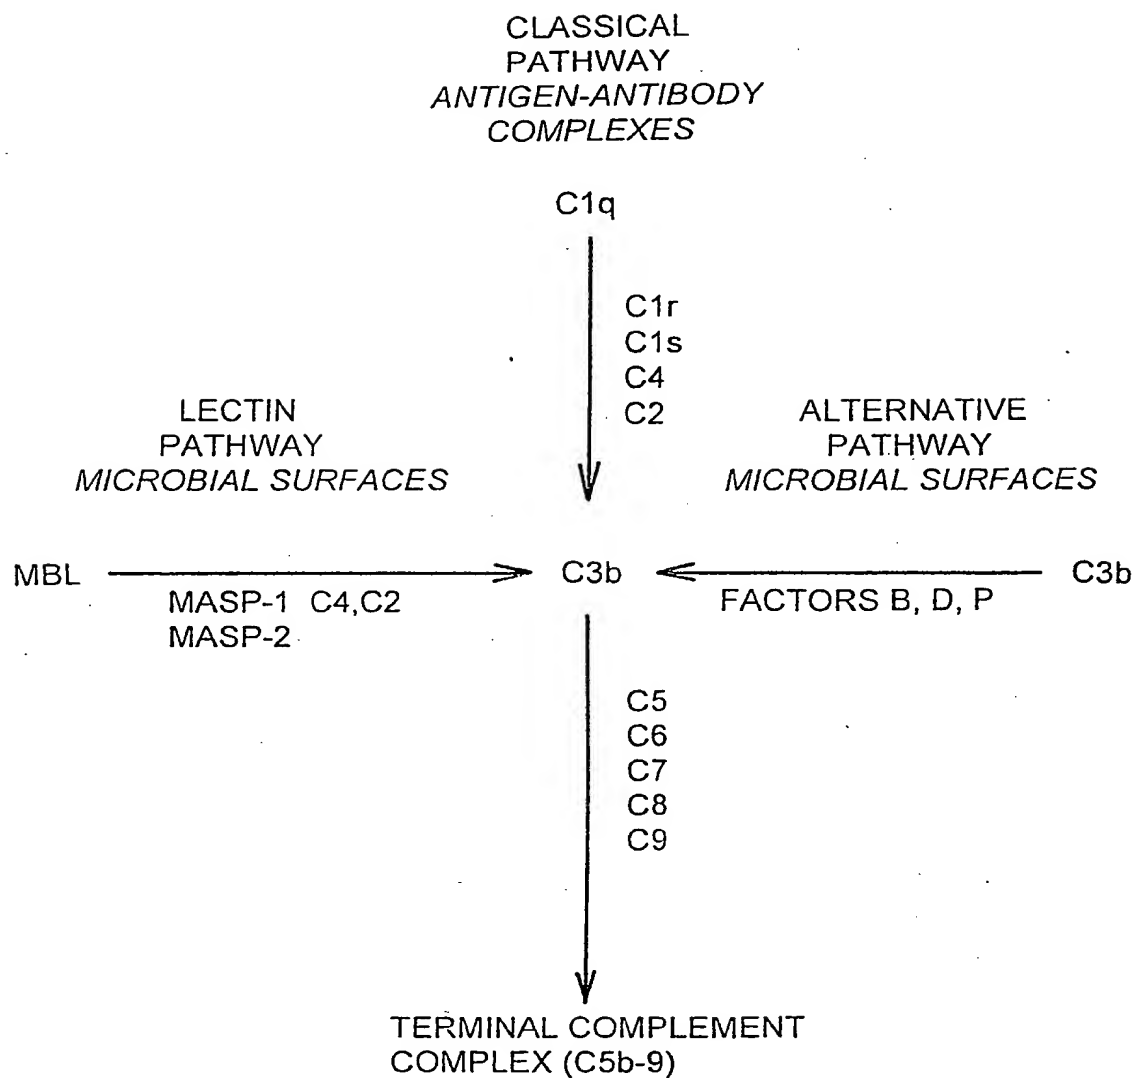 CLASSICAL
PATHWAY
ANTIGEN-ANTIBODY
COMPLEXES
C1q
C1r
C1s
C4
C2
LECTIN
PATHWAY
MICROBIAL SURFACES
ALTERNATIVE
PATHWAY
MICROBIAL SURFACES
MBL
MASP-1 C4,C2
MASP-2
C3b
FACTORS B, D, P
C3b
C5
C6
C7
C8
C9
TERMINAL COMPLEMENT
COMPLEX (C5b-9)